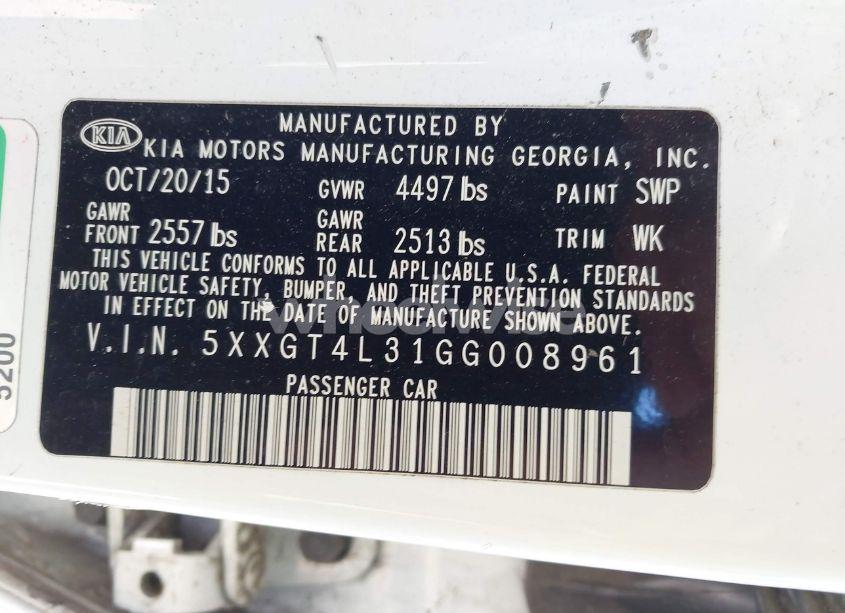 KIA
MANUFACTURED BY
KIA MOTORS MANUFACTURING GEORGIA, INC.
OCT/20/15 GVWR 4497 lbs PAINT SWP
GAWR FRONT 2557 lbs GAWR REAR 2513 lbs TRIM WK
THIS VEHICLE CONFORMS TO ALL APPLICABLE U.S.A. FEDERAL
MOTOR VEHICLE SAFETY, BUMPER, AND THEFT PREVENTION STANDARDS
IN EFFECT ON THE DATE OF MANUFACTURE SHOWN ABOVE.
V.I.N. 5XXGT4L31GG008961
PASSENGER CAR
5200